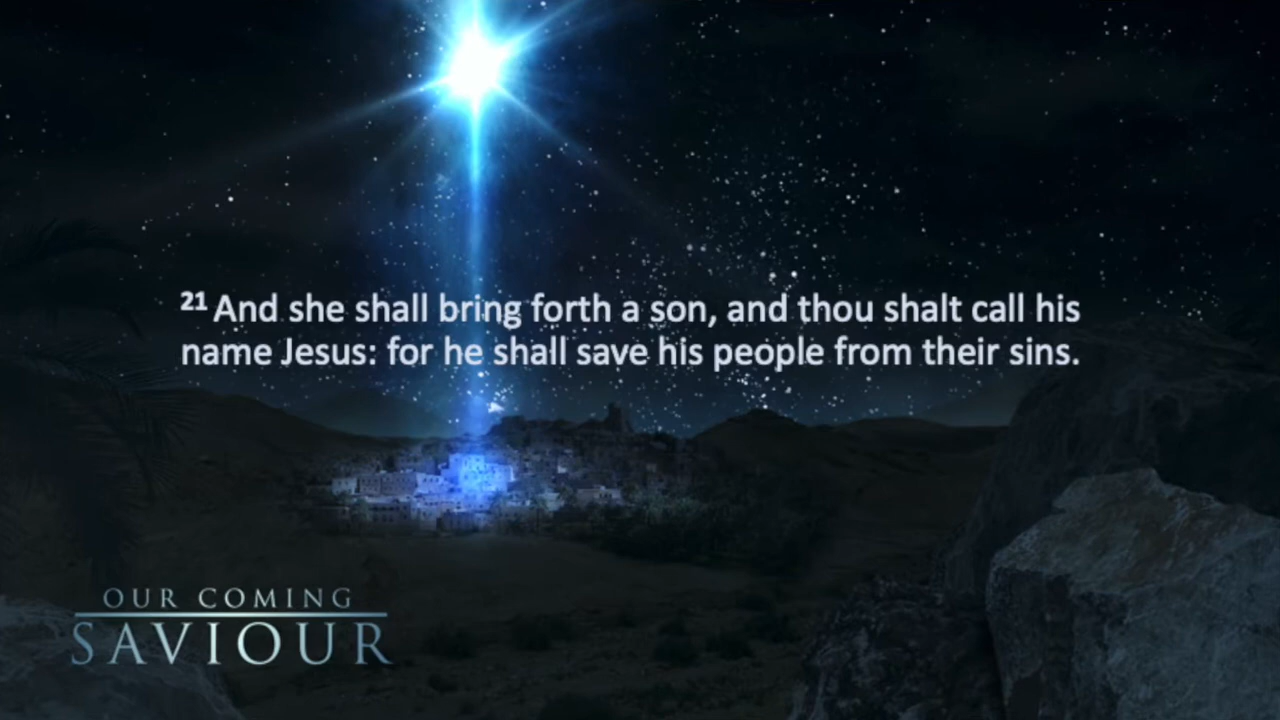 21 And she shall bring forth a son, and thou shalt call his
name Jesus: for he shall save his people from their sins.
OUR COMING
SAVIOUR